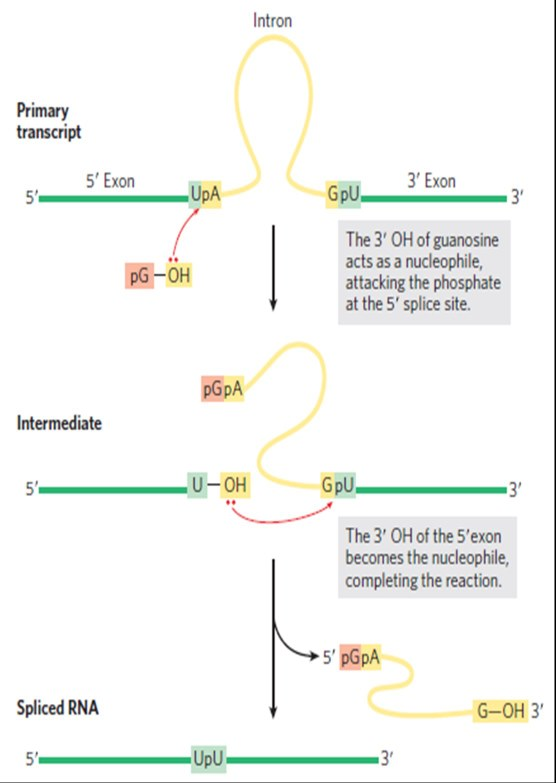 Intron
Primary
transcript
5′ Exon
3′ Exon
5′
UpA
GpU
3′
pG – OH
The 3′ OH of guanosine
acts as a nucleophile,
attacking the phosphate
at the 5′ splice site.
pGpA
Intermediate
5′
U – OH
GpU
3′
The 3′ OH of the 5′exon
becomes the nucleophile,
completing the reaction.
5′ pGpA
Spliced RNA
G—OH 3′
5′
UpU
3′